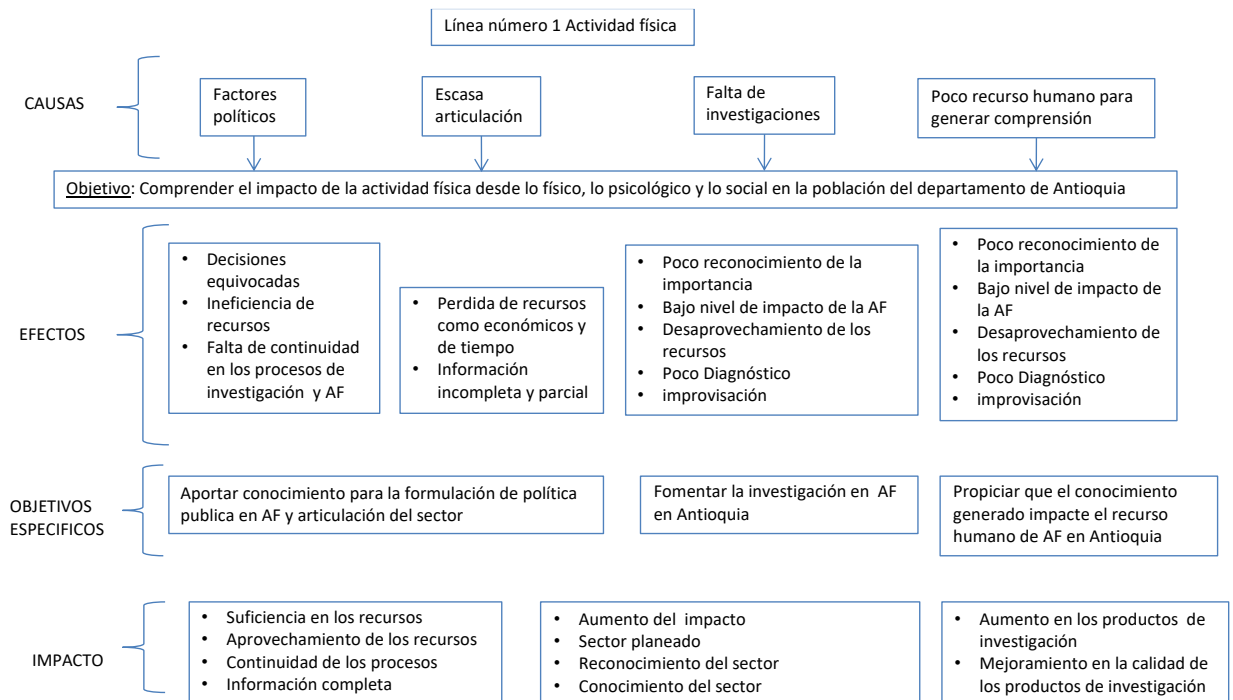 Línea número 1 Actividad física
CAUSAS
Factores
políticos
Escasa
articulación
Falta de
investigaciones
Poco recurso humano para
generar comprensión
Objetivo: Comprender el impacto de la actividad física desde lo físico, lo psicológico y lo social en la población del departamento de Antioquia
EFECTOS
• Decisiones
equivocadas
• Ineficiencia de
recursos
• Falta de continuidad
en los procesos de
investigación y AF
• Perdida de recursos
como económicos y
de tiempo
• Información
incompleta y parcial
• Poco reconocimiento de la
importancia
• Bajo nivel de impacto de la AF
• Desaprovechamiento de los
recursos
• Poco Diagnóstico
• improvisación
• Poco reconocimiento de
la importancia
• Bajo nivel de impacto de
la AF
• Desaprovechamiento de
los recursos
• Poco Diagnóstico
• improvisación
OBJETIVOS
ESPECIFICOS
Aportar conocimiento para la formulación de política
publica en AF y articulación del sector
Fomentar la investigación en AF
en Antioquia
Propiciar que el conocimiento
generado impacte el recurso
humano de AF en Antioquia
IMPACTO
• Suficiencia en los recursos
• Aprovechamiento de los recursos
• Continuidad de los procesos
• Información completa
• Aumento del impacto
• Sector planeado
• Reconocimiento del sector
• Conocimiento del sector
• Aumento en los productos de
investigación
• Mejoramiento en la calidad de
los productos de investigación